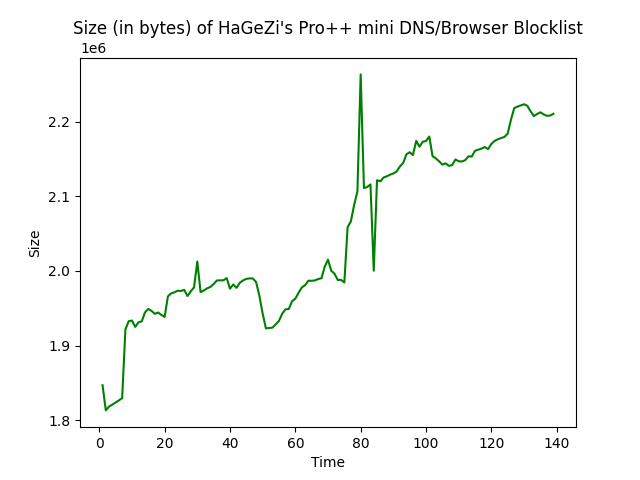 Size (in bytes) of HaGeZi's Pro++ mini DNS/Browser Blocklist
1e6
2.2
2.1
2.0
1.9
1.8
Size
0 20 40 60 80 100 120 140
Time